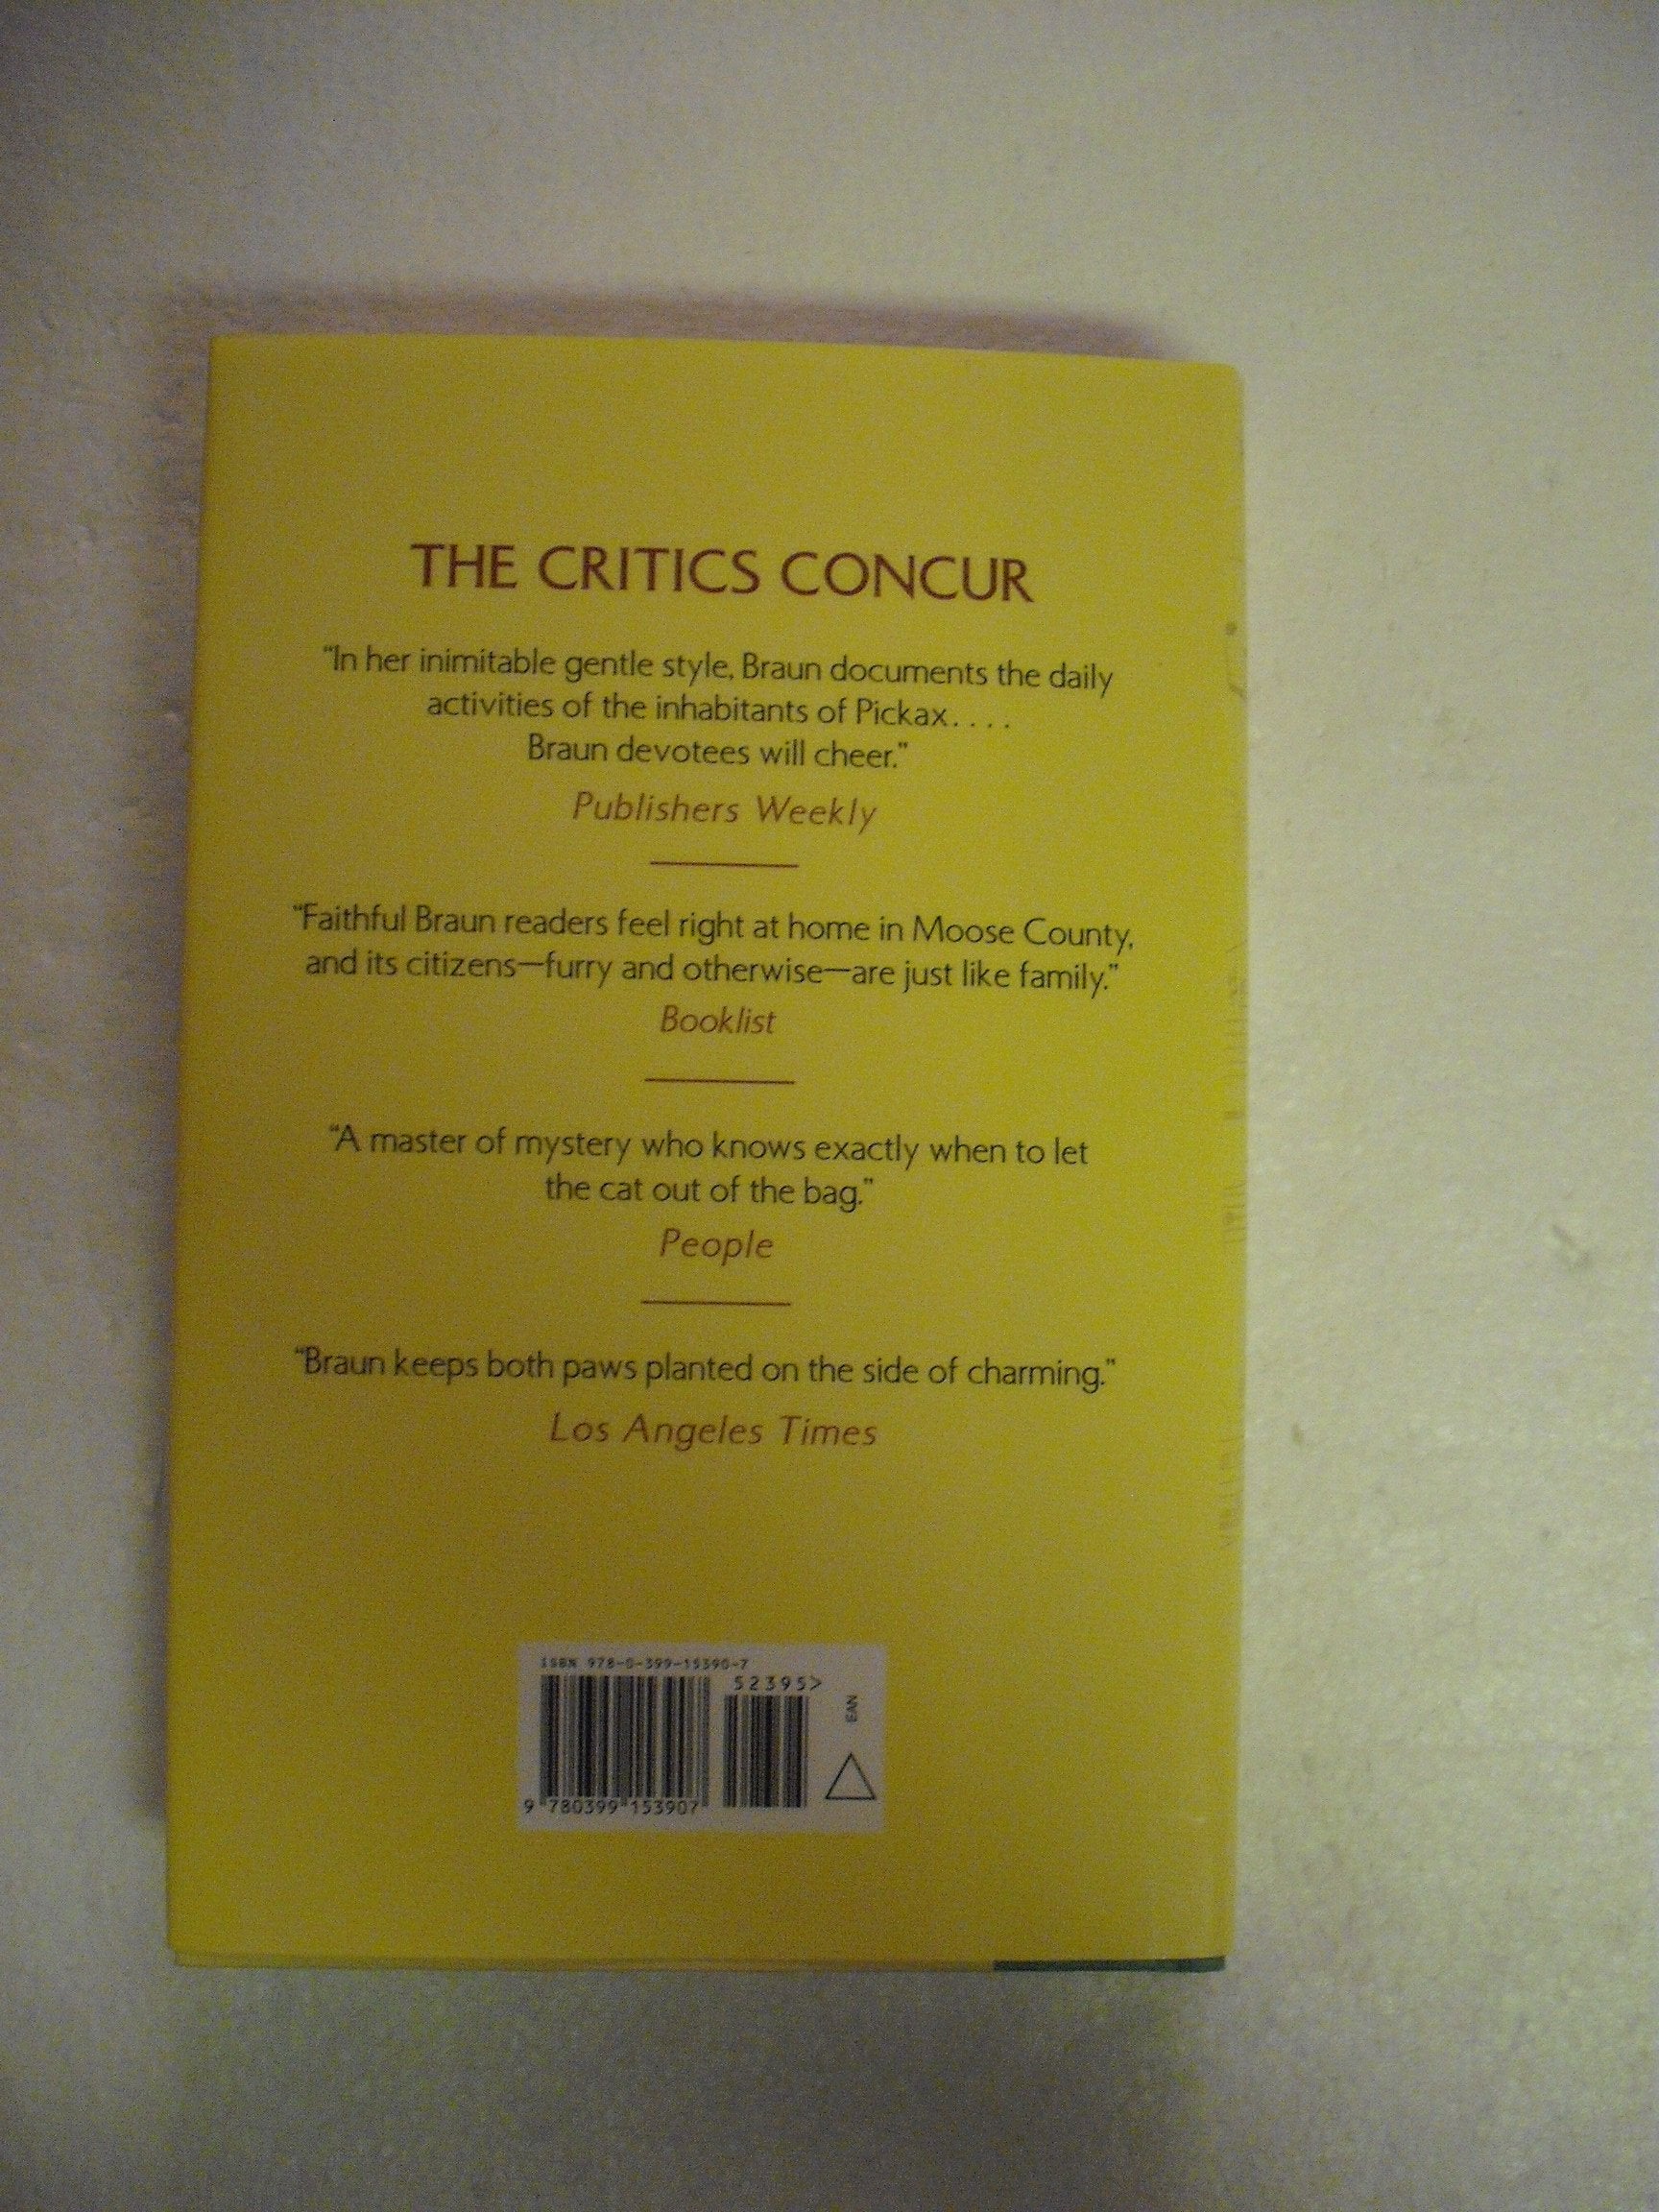 THE CRITICS CONCUR
"In her inimitable gentle style, Braun documents the daily
activities of the inhabitants of Pickax. . . .
Braun devotees will cheer."
Publishers Weekly
"Faithful Braun readers feel right at home in Moose County,
and its citizens—furry and otherwise—are just like family."
Booklist
"A master of mystery who knows exactly when to let
the cat out of the bag."
People
"Braun keeps both paws planted on the side of charming."
Los Angeles Times
ISBN 978-0-399-15390-7
52395>
EAN
9 780399 153907